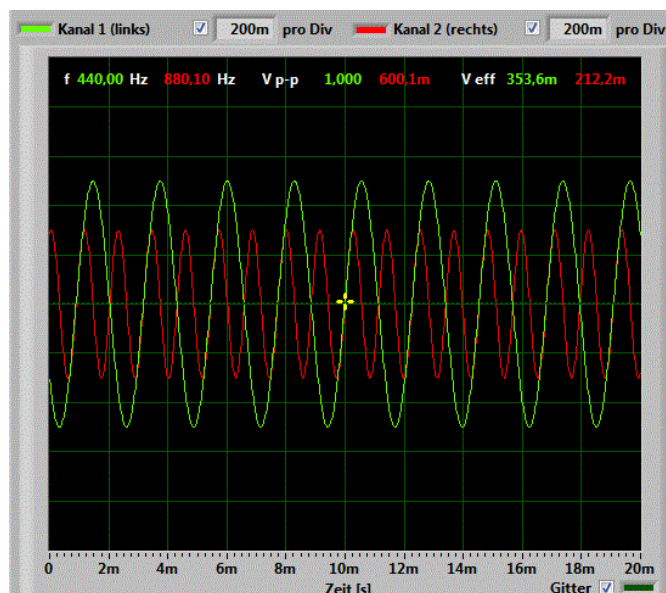 Kanal 1 (links) 200m pro Div Kanal 2 (rechts) 200m pro Div
f 440,00 Hz 880,10 Hz V p-p 1,000 600,1m V eff 353,6m 212,2m
0 2m 4m 6m 8m 10m 12m 14m 16m 18m 20m
Zeit [s] Gitter